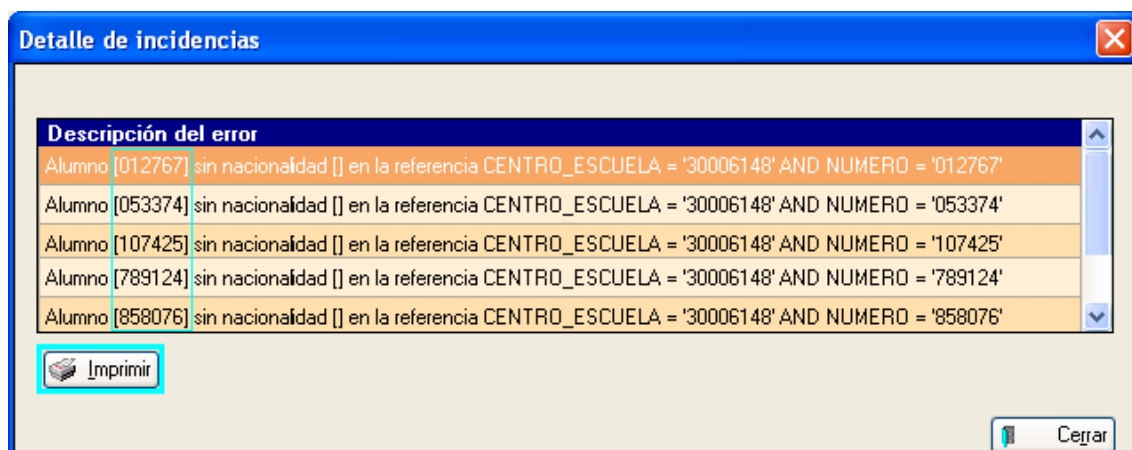 Detalle de incidencias
Descripción del error
Alumno [012767] sin nacionalidad [] en la referencia CENTRO_ESCUELA = '30006148' AND NUMERO = '012767'
Alumno [053374] sin nacionalidad [] en la referencia CENTRO_ESCUELA = '30006148' AND NUMERO = '053374'
Alumno [107425] sin nacionalidad [] en la referencia CENTRO_ESCUELA = '30006148' AND NUMERO = '107425'
Alumno [789124] sin nacionalidad [] en la referencia CENTRO_ESCUELA = '30006148' AND NUMERO = '789124'
Alumno [858076] sin nacionalidad [] en la referencia CENTRO_ESCUELA = '30006148' AND NUMERO = '858076'
Imprimir
Cerrar